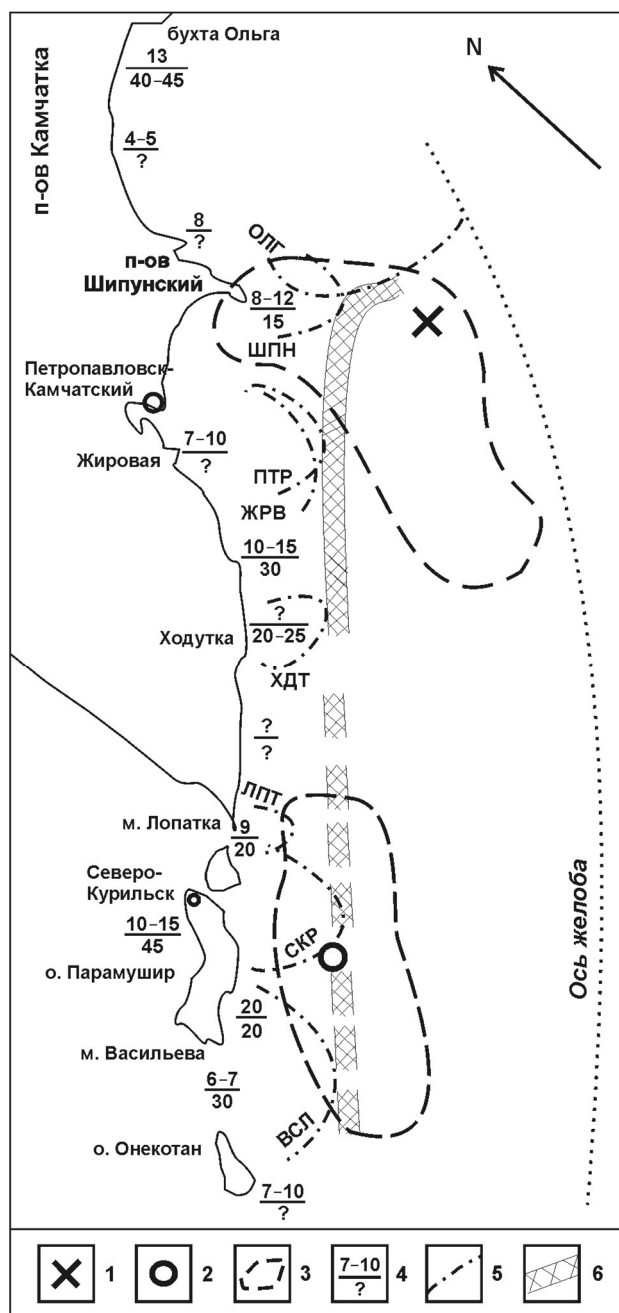 бухта Ольга
N
13
40–45
п-ов Камчатка
4–5
?
8
?
ОЛГ
п-ов
Шипунский
8–12
15
ШПН
Петропавловск-
Камчатский
7–10
?
Жировая
ПТР
ЖРВ
10–15
30
?
20–25
Ходутка
ХДТ
?
?
ЛПТ
м. Лопатка
9
20
Северо-
Курильск
10–15
45
СКР
о. Парамушир
Ось желоба
20
20
м. Васильева
6–7
30
ВСЛ
о. Онекотан
7–10
?
1
2
3
7–10
?
4
5
6